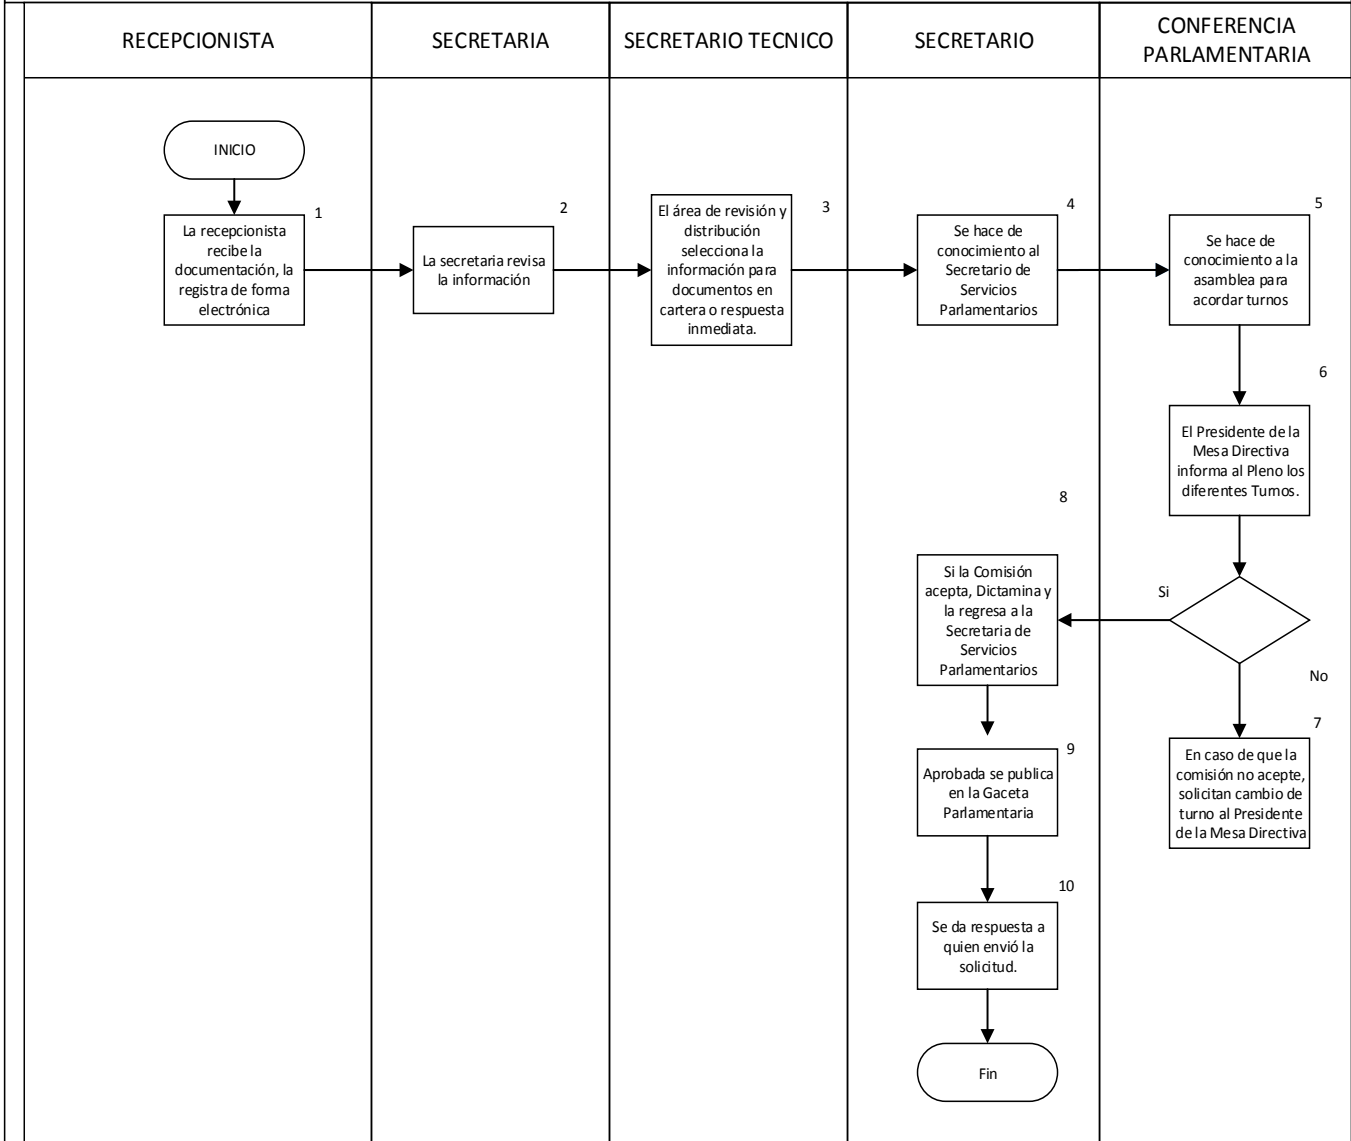 RECEPCIONISTA
SECRETARIA
SECRETARIO TECNICO
SECRETARIO
CONFERENCIA
PARLAMENTARIA
INICIO
1
La recepcionista
recibe la
documentación, la
registra de forma
electrónica
2
La secretaria revisa
la información
3
El área de revisión y
distribución
selecciona la
información para
documentos en
cartera o respuesta
inmediata.
4
Se hace de
conocimiento al
Secretario de
Servicios
Parlamentarios
5
Se hace de
conocimiento a la
asamblea para
acordar turnos
6
El Presidente de la
Mesa Directiva
informa al Pleno los
diferentes Turnos.
Si
No
7
En caso de que la
comisión no acepte,
solicitan cambio de
turno al Presidente
de la Mesa Directiva
8
Si la Comisión
acepta, Dictamina y
la regresa a la
Secretaria de
Servicios
Parlamentarios
9
Aprobada se publica
en la Gaceta
Parlamentaria
10
Se da respuesta a
quien envió la
solicitud.
Fin